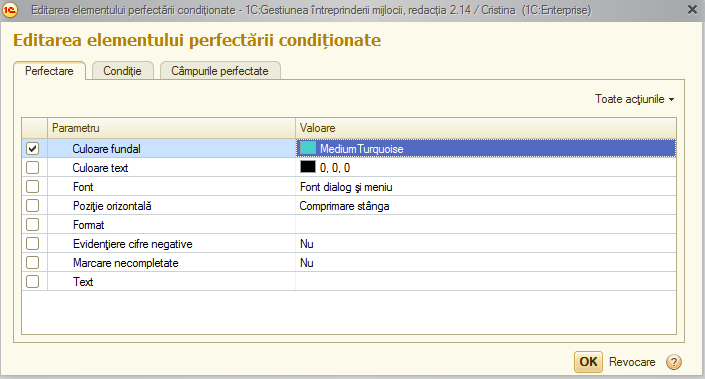 Editarea elementului perfectării condiționate - 1C:Gestiunea întreprinderii mijlocii, redacția 2.14 / Cristina (1C:Enterprise)
Editarea elementului perfectării condiționate
Perfectare Condiție Câmpurile perfectate
Toate acțiunile
Parametru Valoare
Culoare fundal MediumTurquoise
Culoare text 0, 0, 0
Font Font dialog şi meniu
Poziție orizontală Comprimare stânga
Format
Evidențiere cifre negative Nu
Marcare necompletate Nu
Text
OK Revocare ?